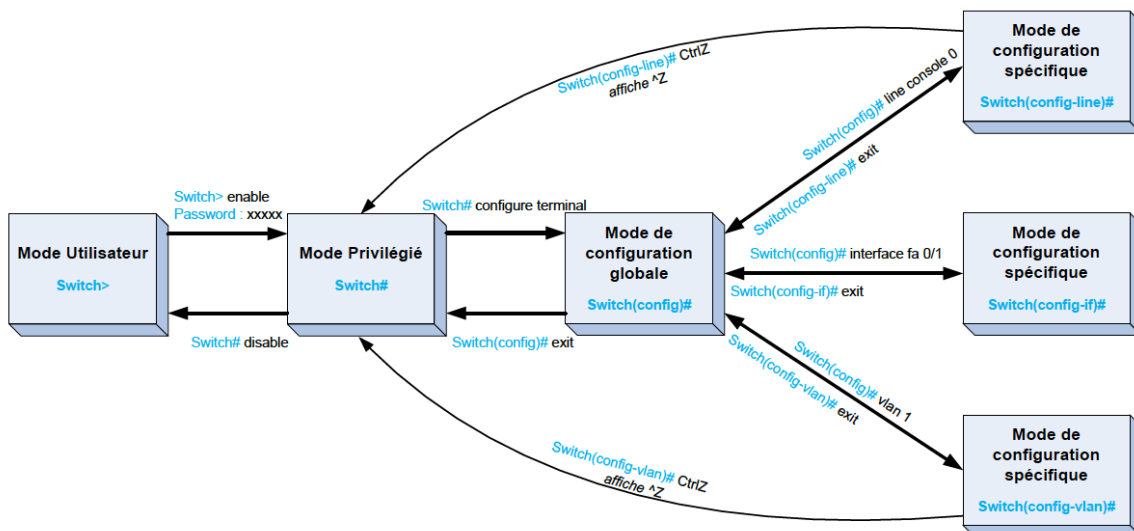 Mode de
configuration
spécifique
Switch(config-line)#
Switch(config-line)# CtrlZ
affiche ^Z
Switch(config)# line console 0
Switch(config-line)# exit
Switch> enable
Password : xxxxx
Switch# configure terminal
Mode Utilisateur
Switch>
Mode Privilégié
Switch#
Mode de
configuration
globale
Switch(config)#
Switch(config)# interface fa 0/1
Switch(config-if)# exit
Mode de
configuration
spécifique
Switch(config-if)#
Switch# disable
Switch(config)# exit
Switch(config)# vlan 1
Switch(config-vlan)# exit
Switch(config-vlan)# CtrlZ
affiche ^Z
Mode de
configuration
spécifique
Switch(config-vlan)#